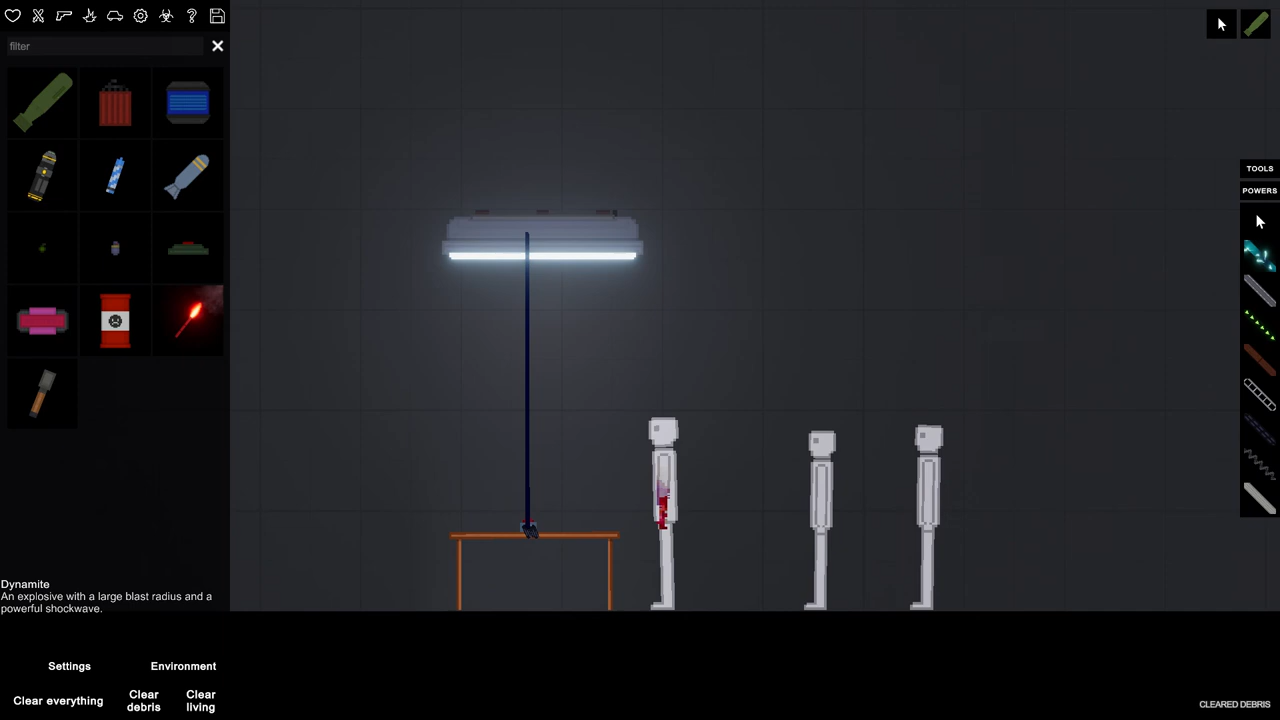 filter
TOOLS
POWERS
Dynamite
An explosive with a large blast radius and a
powerful shockwave.
Settings
Environment
Clear everything
Clear
debris
Clear
living
CLEARED DEBRIS